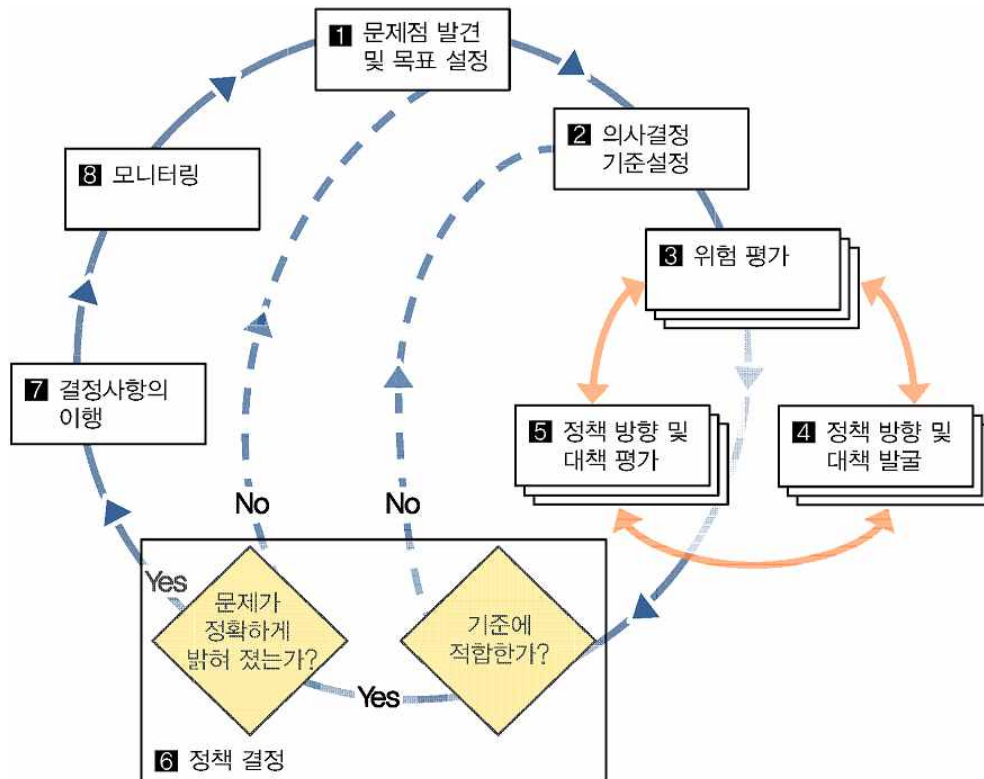 1 문제점 발견
및 목표 설정
2 의사결정
기준설정
8 모니터링
3 위험 평가
7 결정사항의
이행
5 정책 방향 및
대책 평가
4 정책 방향 및
대책 발굴
No
No
Yes
문제가
정확하게
밝혀 졌는가?
기준에
적합한가?
Yes
6 정책 결정